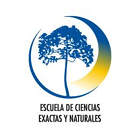 ESCUELA DE CIENCIAS
EXACTAS Y NATURALES